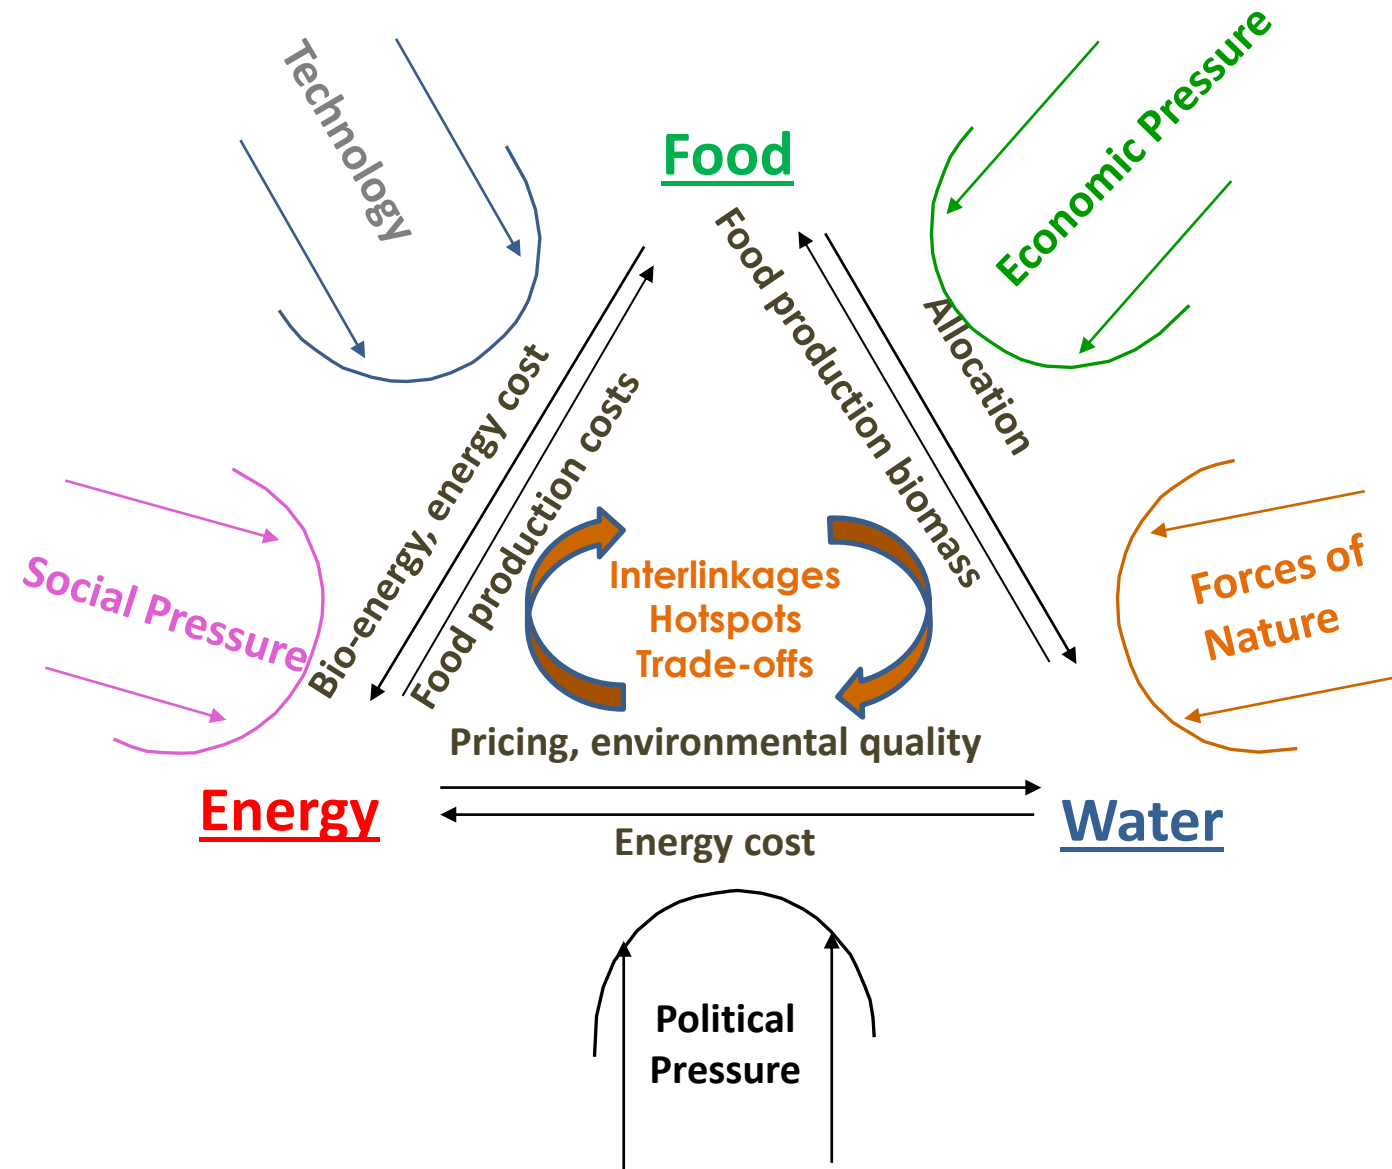 Technology
Economic Pressure
Food
Bio-energy, energy cost
Food production costs
Food production biomass
Allocation
Social Pressure
Interlinkages
Hotspots
Trade-offs
Forces of
Nature
Pricing, environmental quality
Energy
Water
Energy cost
Political
Pressure